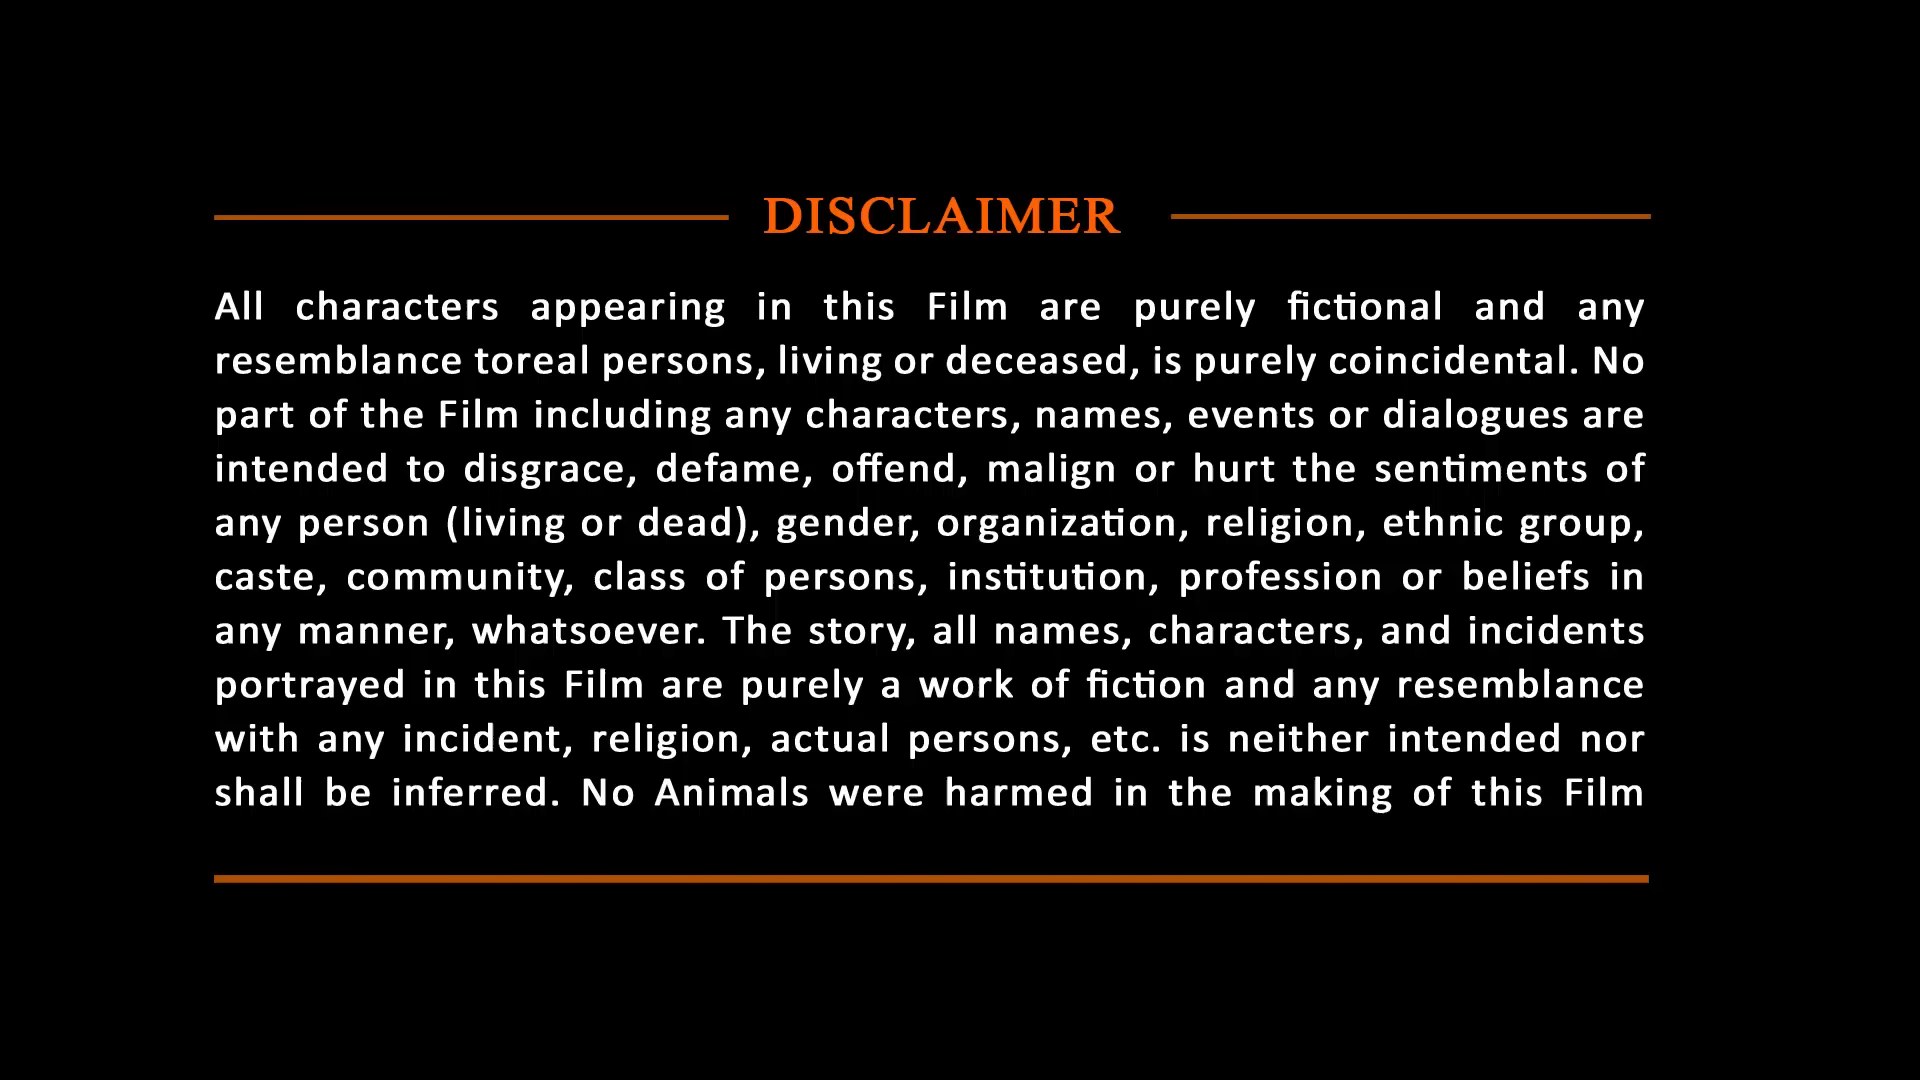 DISCLAIMER
All characters appearing in this Film are purely fictional and any
resemblance toreal persons, living or deceased, is purely coincidental. No
part of the Film including any characters, names, events or dialogues are
intended to disgrace, defame, offend, malign or hurt the sentiments of
any person (living or dead), gender, organization, religion, ethnic group,
caste, community, class of persons, institution, profession or beliefs in
any manner, whatsoever. The story, all names, characters, and incidents
portrayed in this Film are purely a work of fiction and any resemblance
with any incident, religion, actual persons, etc. is neither intended nor
shall be inferred. No Animals were harmed in the making of this Film